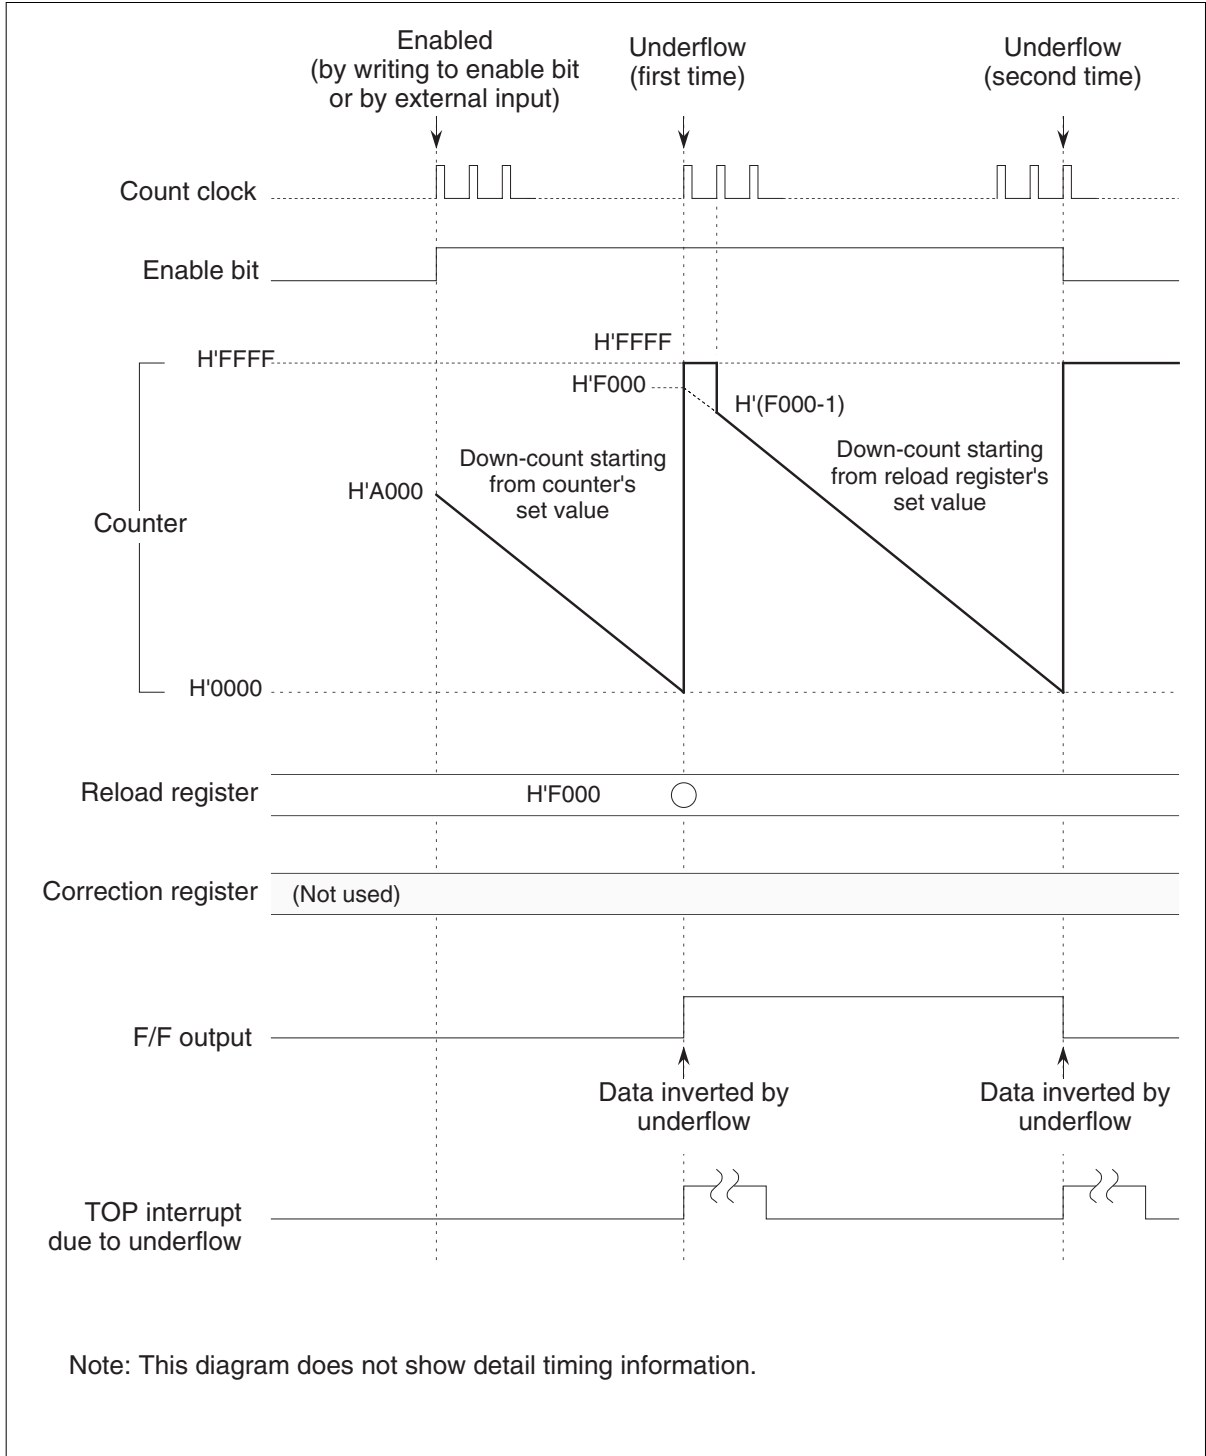 Enabled
(by writing to enable bit
or by external input)
Underflow
(first time)
Underflow
(second time)
Count clock
Enable bit
H'FFFF
H'FFFF
H'F000
H'(F000-1)
Down-count starting
from counter's
set value
Down-count starting
from reload register's
set value
H'A000
Counter
H'0000
Reload register
H'F000
Correction register
(Not used)
F/F output
Data inverted by
underflow
Data inverted by
underflow
TOP interrupt
due to underflow
Note: This diagram does not show detail timing information.